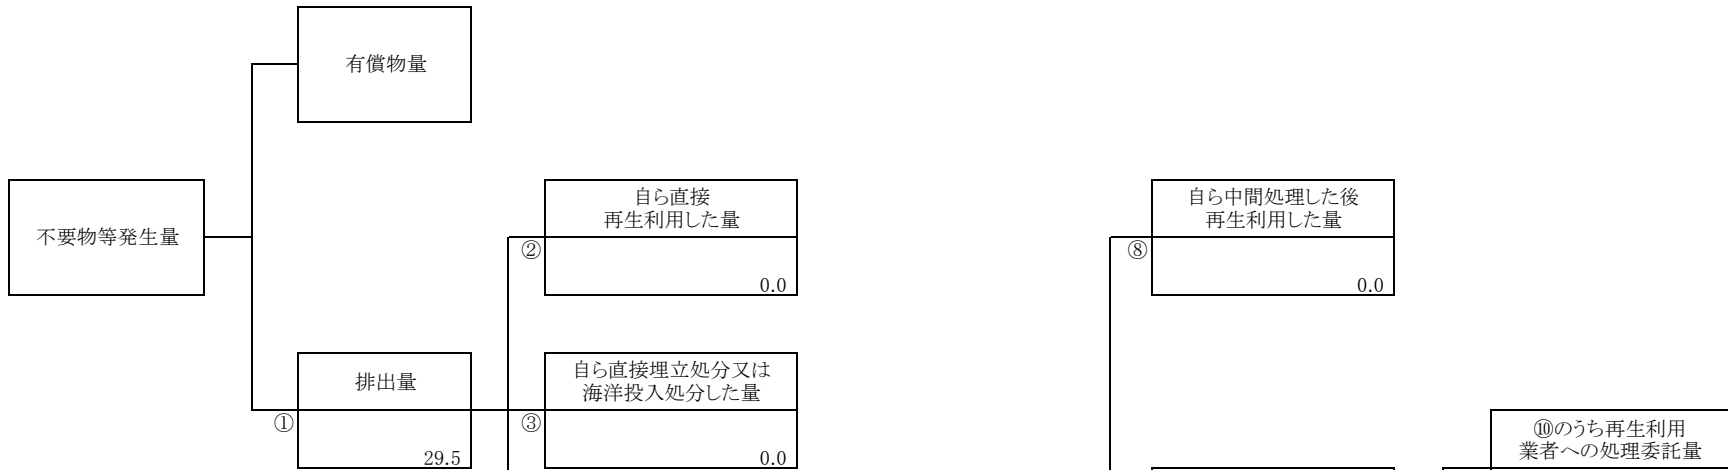 有償物量
不要物等発生量
自ら直接
再生利用した量
②
0.0
自ら中間処理した後
再生利用した量
⑧
0.0
排出量
①
29.5
自ら直接埋立処分又は
海洋投入処分した量
③
0.0
⑩のうち再生利用
業者への処理委託量